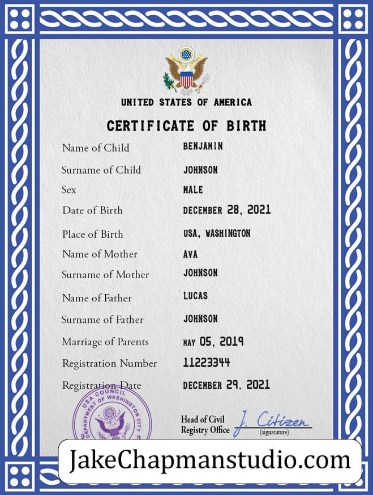 UNITED STATES OF AMERICA
CERTIFICATE OF BIRTH
Name of Child BENJAMIN
Surname of Child JOHNSON
Sex MALE
Date of Birth DECEMBER 28, 2021
Place of Birth USA, WASHINGTON
Name of Mother AVA
Surname of Mother JOHNSON
Name of Father LUCAS
Surname of Father JOHNSON
Marriage of Parents MAY 05, 2019
Registration Number 11223344
Registration Date DECEMBER 29, 2021
USA COUNCIL
DEPARTMENT OF WASHINGTON CITY
Head of Civil
Registry Office J. Citizen
(signature)
JakeChapmanstudio.com